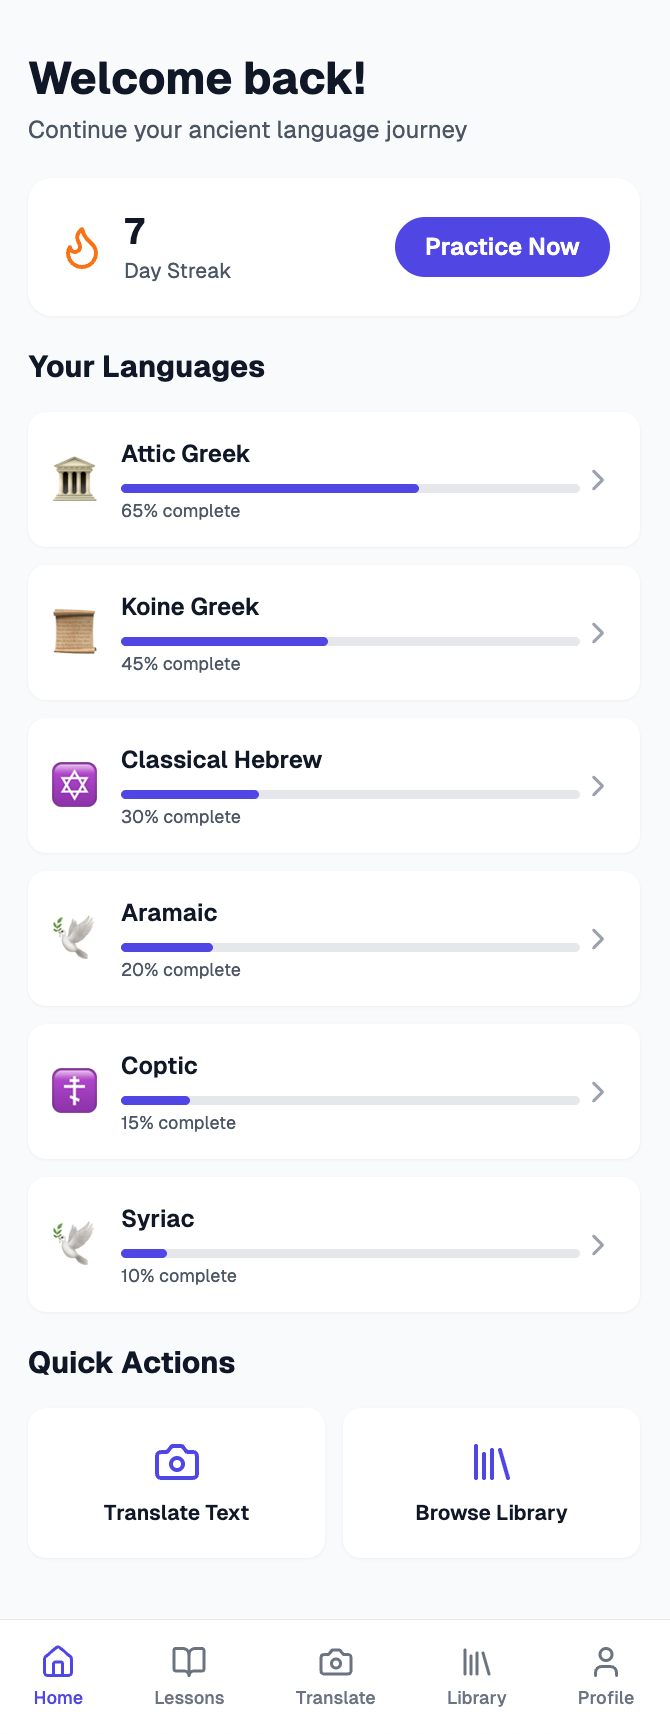 Welcome back!
Continue your ancient language journey
7
Day Streak
Practice Now
Your Languages
Attic Greek
65% complete
Koine Greek
45% complete
Classical Hebrew
30% complete
Aramaic
20% complete
Coptic
15% complete
Syriac
10% complete
Quick Actions
Translate Text
Browse Library
Home
Lessons
Translate
Library
Profile